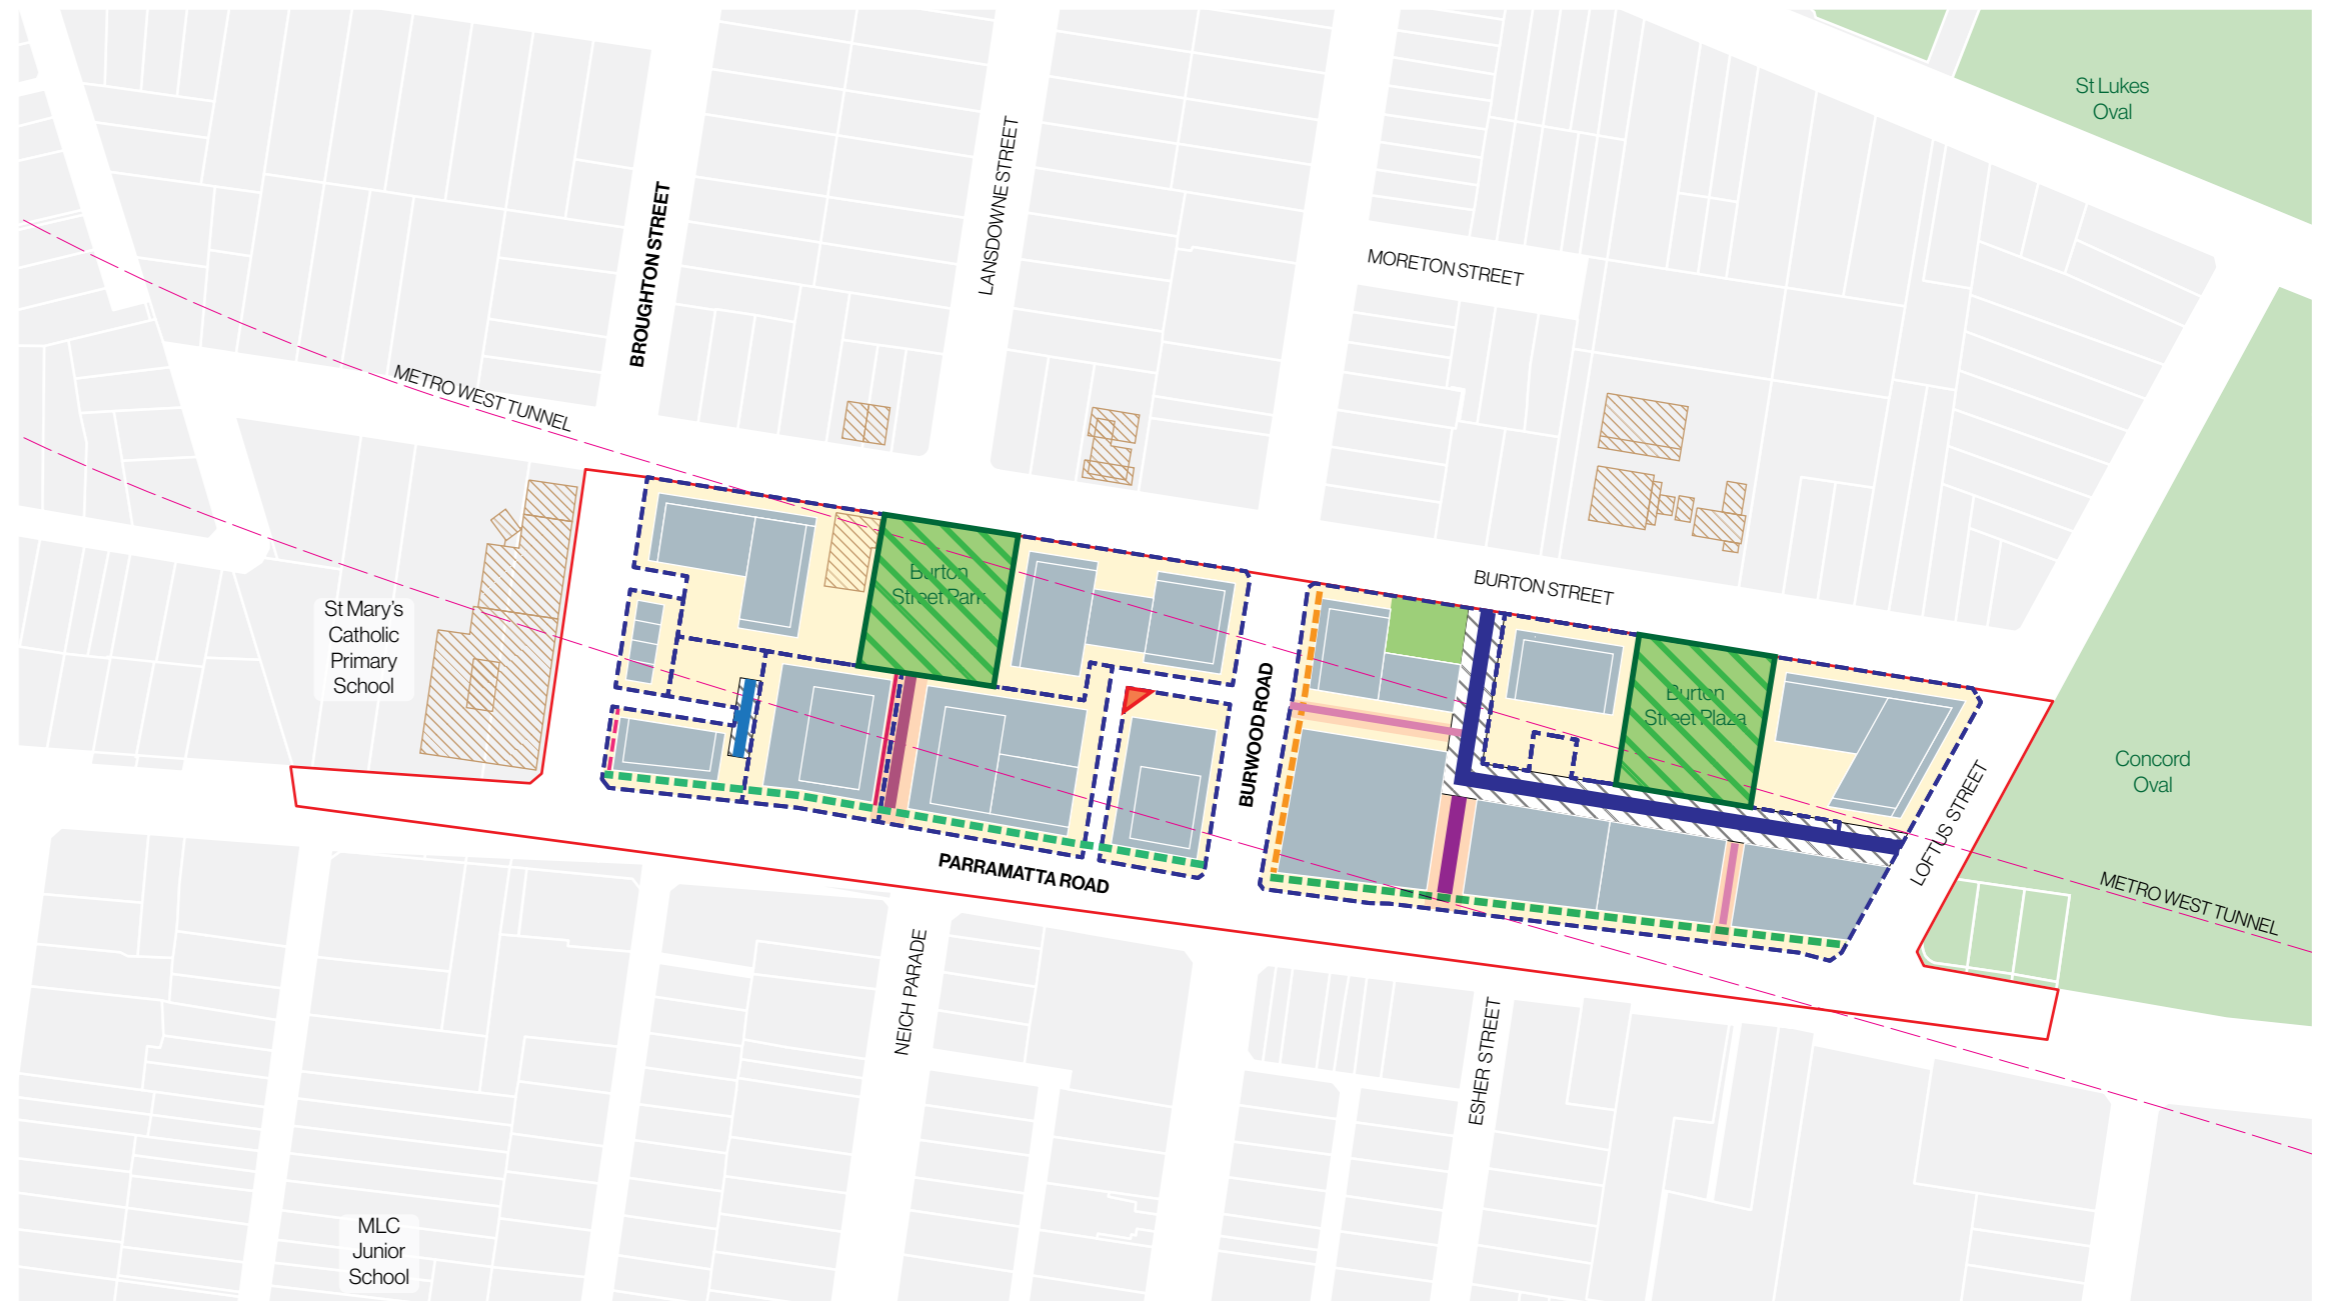 St Lukes
Oval
BROUGHTON STREET
LANSDOWNE STREET
MORETON STREET
METRO WEST TUNNEL
BURTON STREET
St Mary's
Catholic
Primary
School
Burton
Street Park
BURWOOD ROAD
Burton
Street Plaza
Concord
Oval
LOFTUS STREET
PARRAMATTA ROAD
METRO WEST TUNNEL
NEICH PARADE
ESHER STREET
MLC
Junior
School